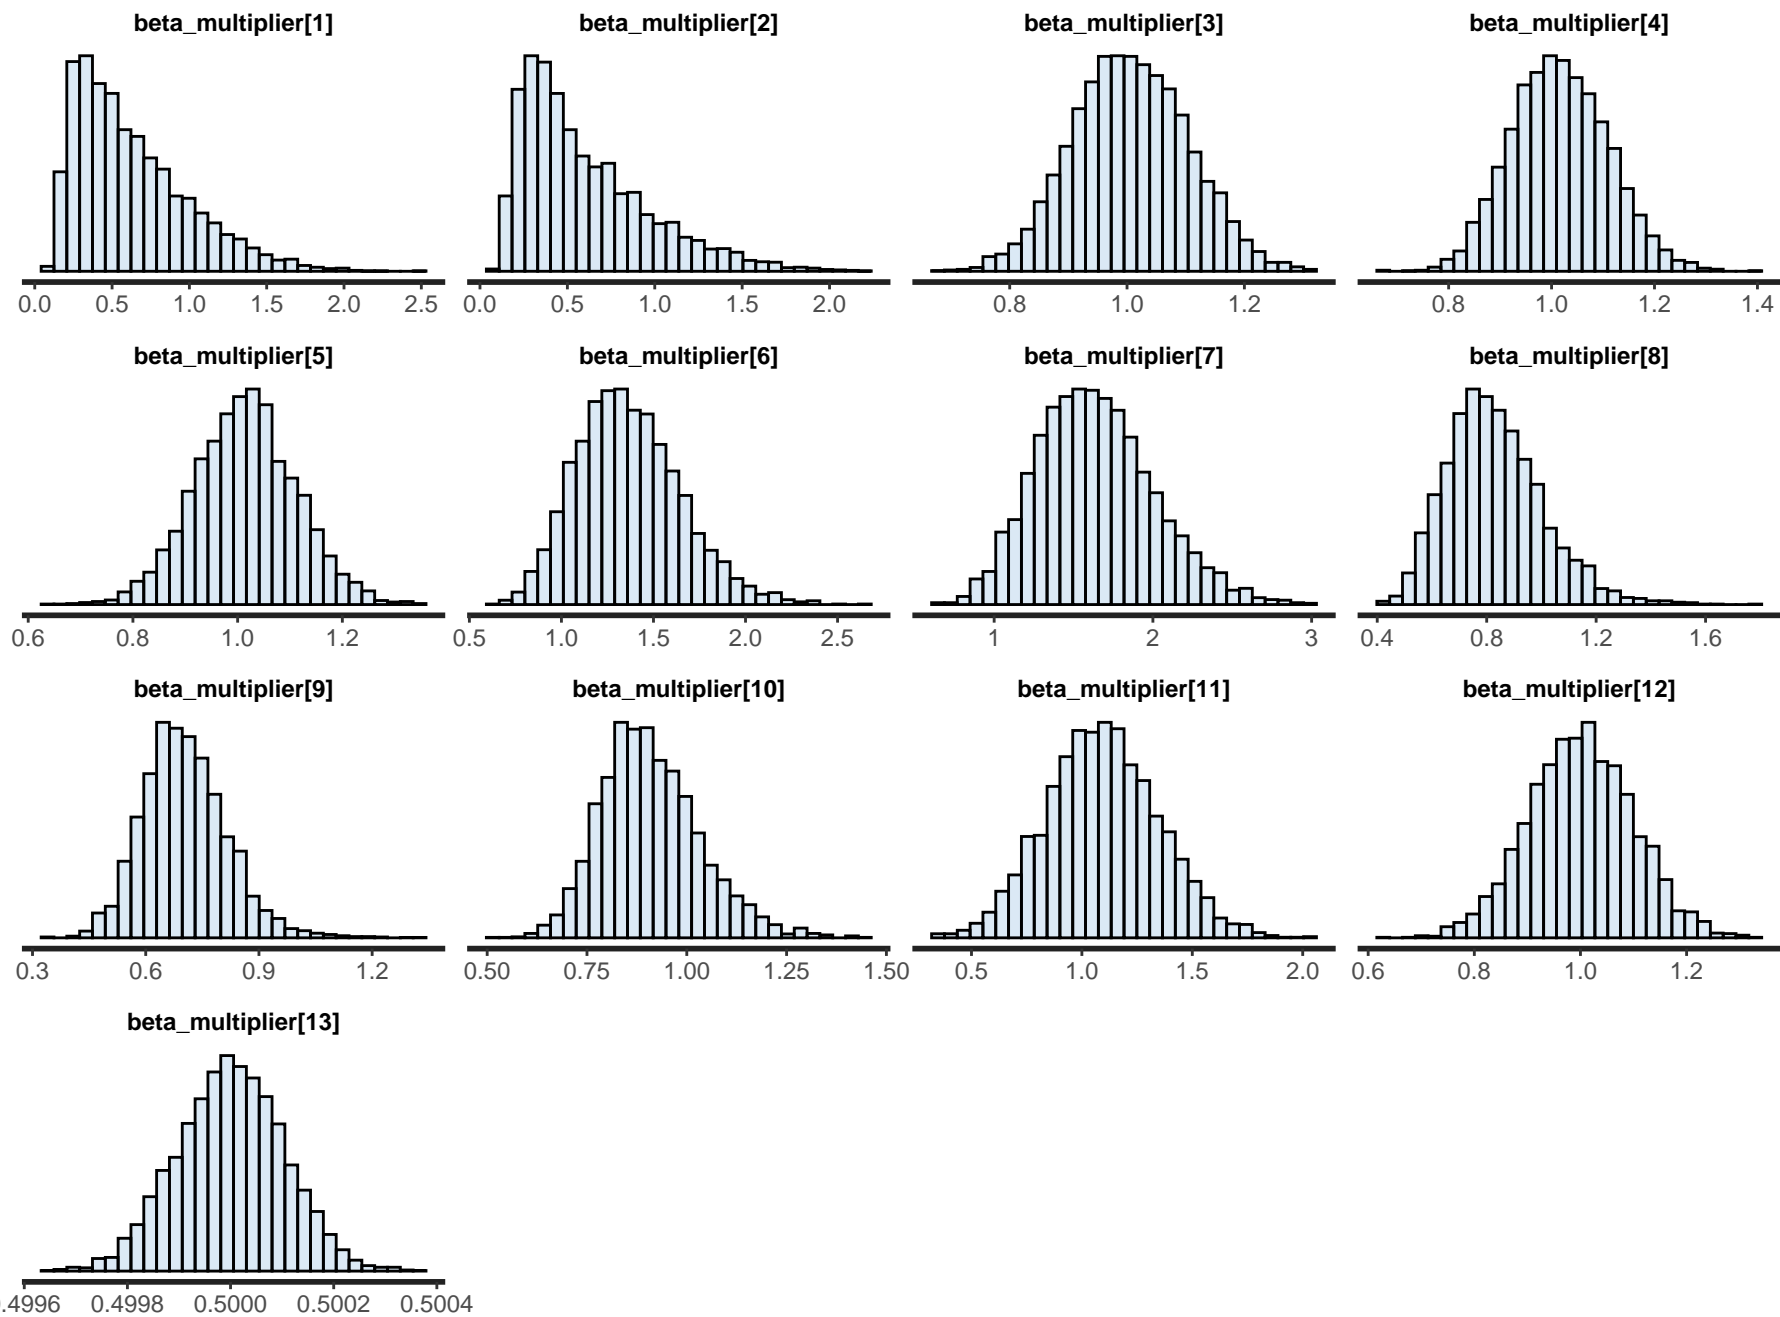 beta_multiplier[1] beta_multiplier[2] beta_multiplier[3] beta_multiplier[4]
0.0 0.5 1.0 1.5 2.0 2.5 0.0 0.5 1.0 1.5 2.0 0.8 1.0 1.2 0.8 1.0 1.2 1.4
beta_multiplier[5] beta_multiplier[6] beta_multiplier[7] beta_multiplier[8]
0.6 0.8 1.0 1.2 0.5 1.0 1.5 2.0 2.5 1 2 3 0.4 0.8 1.2 1.6
beta_multiplier[9] beta_multiplier[10] beta_multiplier[11] beta_multiplier[12]
0.3 0.6 0.9 1.2 0.50 0.75 1.00 1.25 1.50 0.5 1.0 1.5 2.0 0.6 0.8 1.0 1.2
beta_multiplier[13]
.4996 0.4998 0.5000 0.5002 0.5004